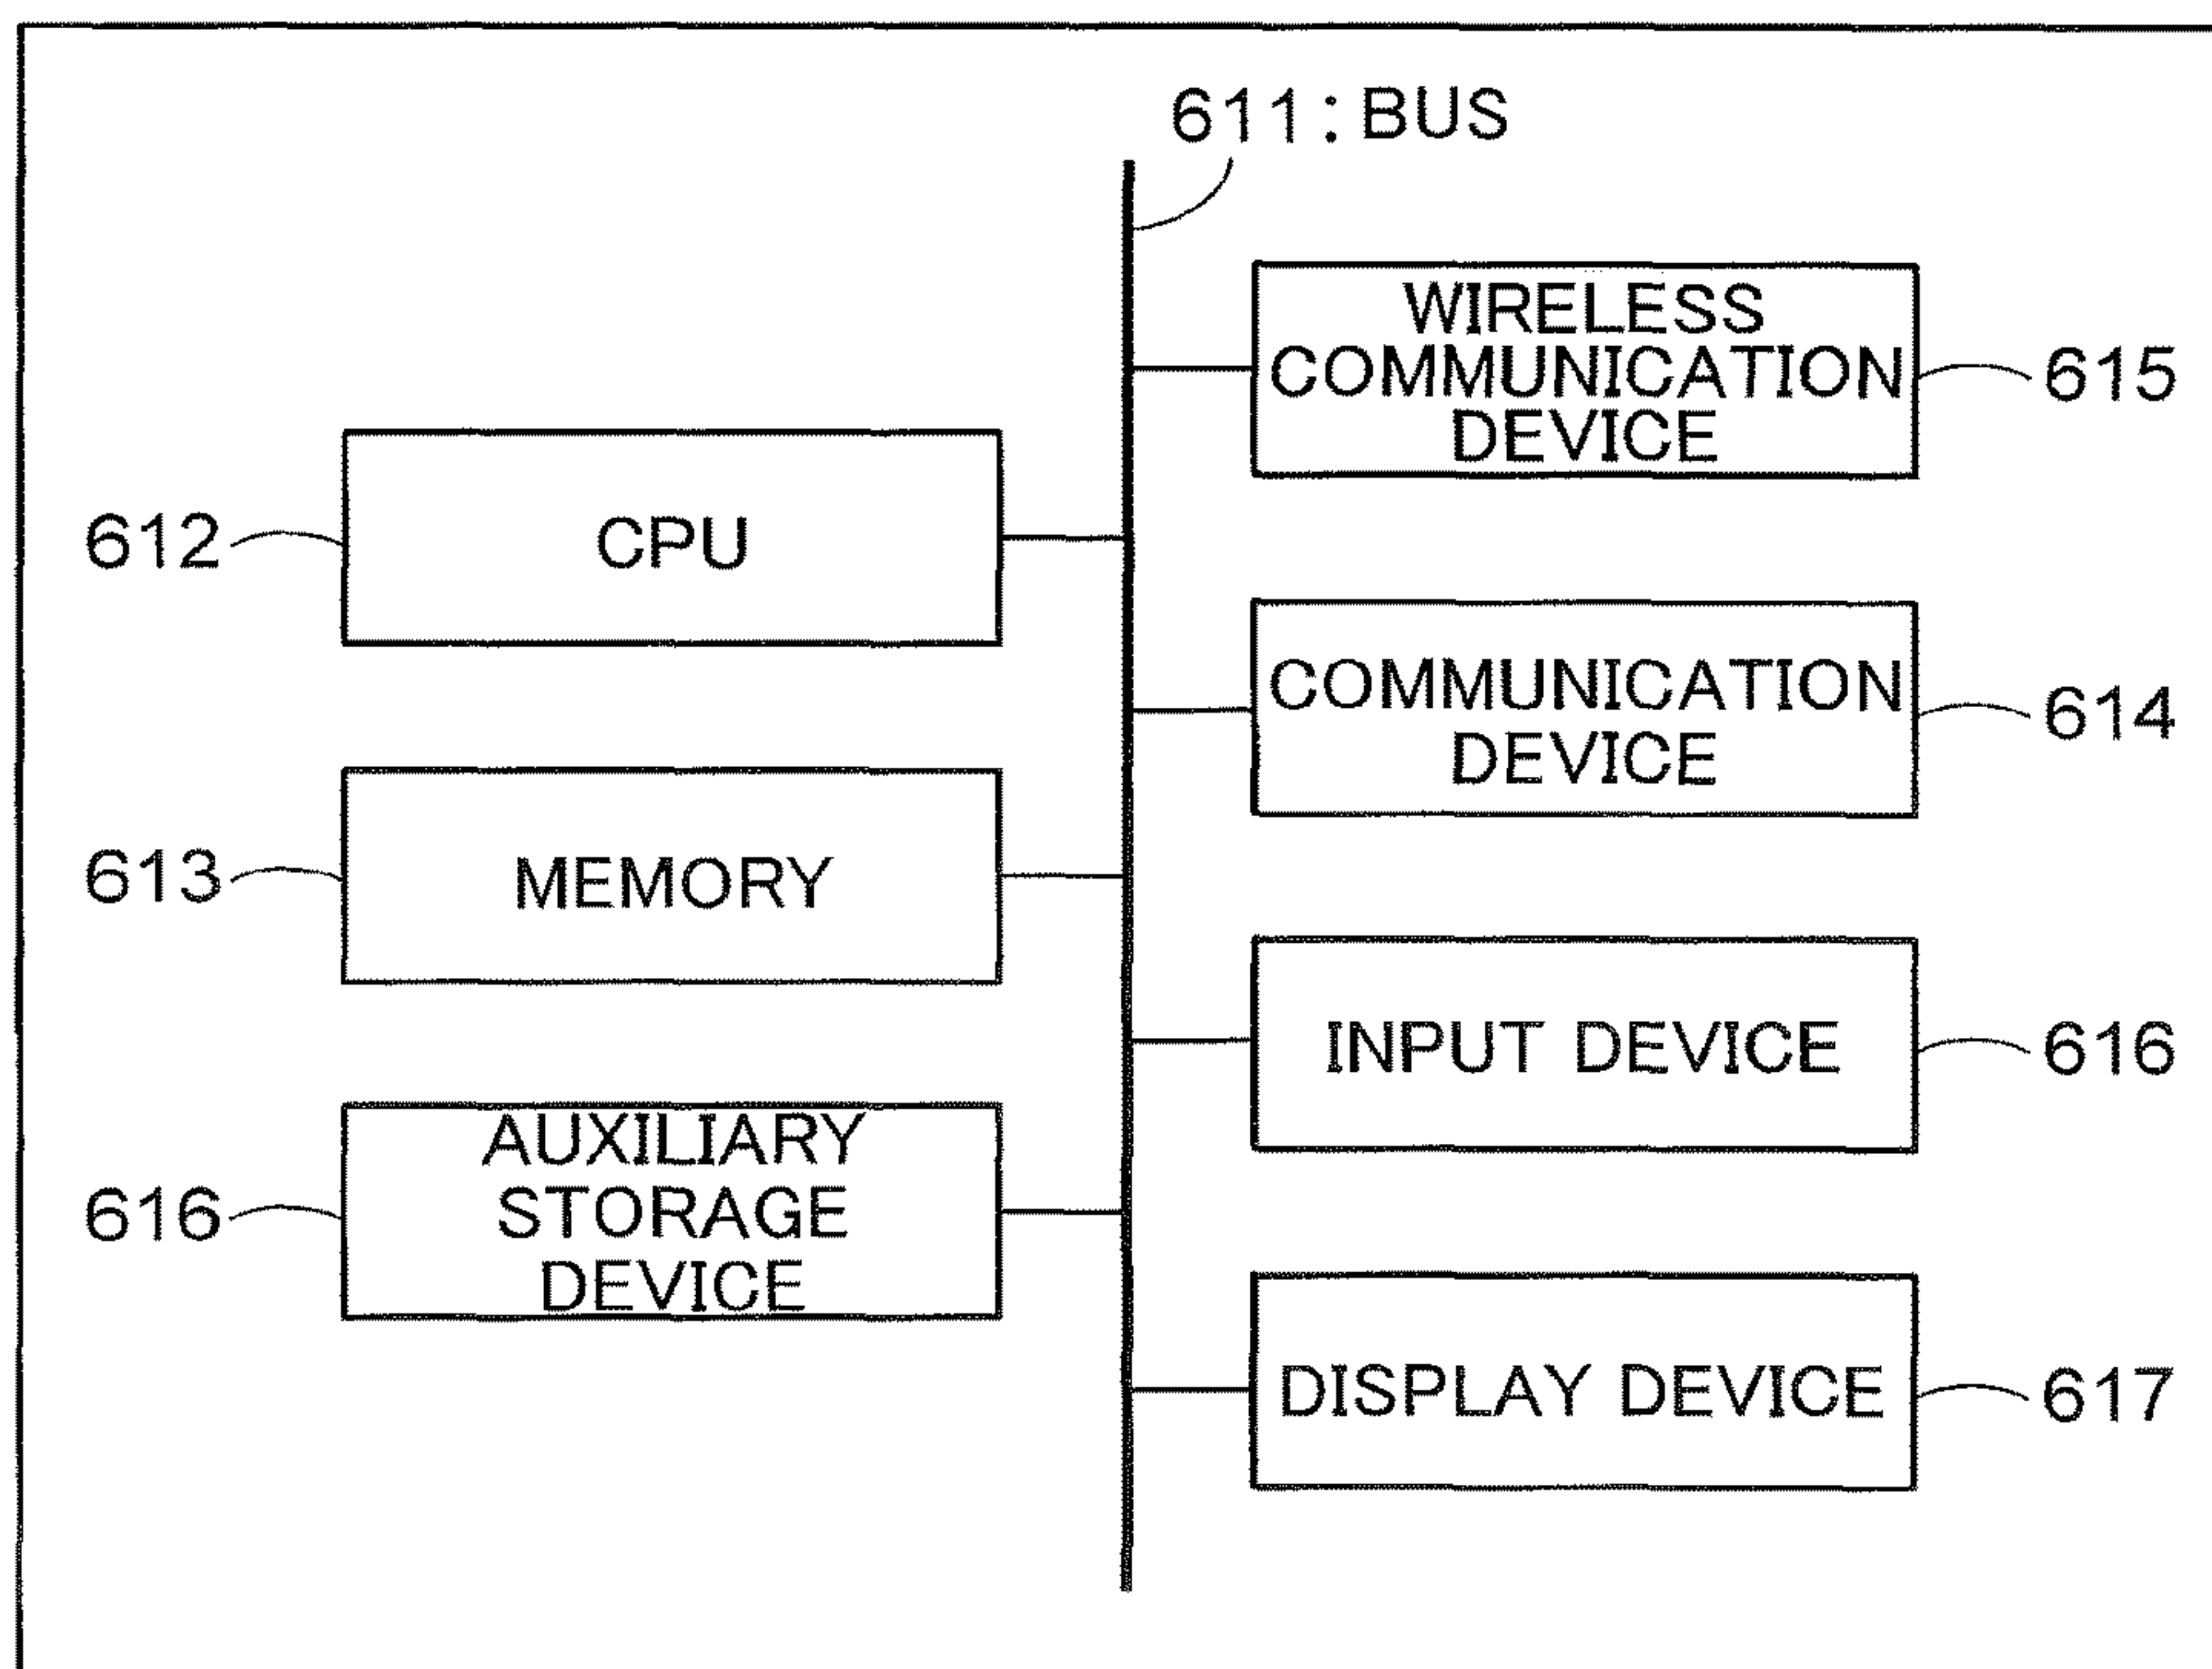 611:BUS
WIRELESS
COMMUNICATION
DEVICE
615
612
CPU
COMMUNICATION
DEVICE
614
613
MEMORY
INPUT DEVICE
616
AUXILIARY
STORAGE
DEVICE
616
DISPLAY DEVICE
617